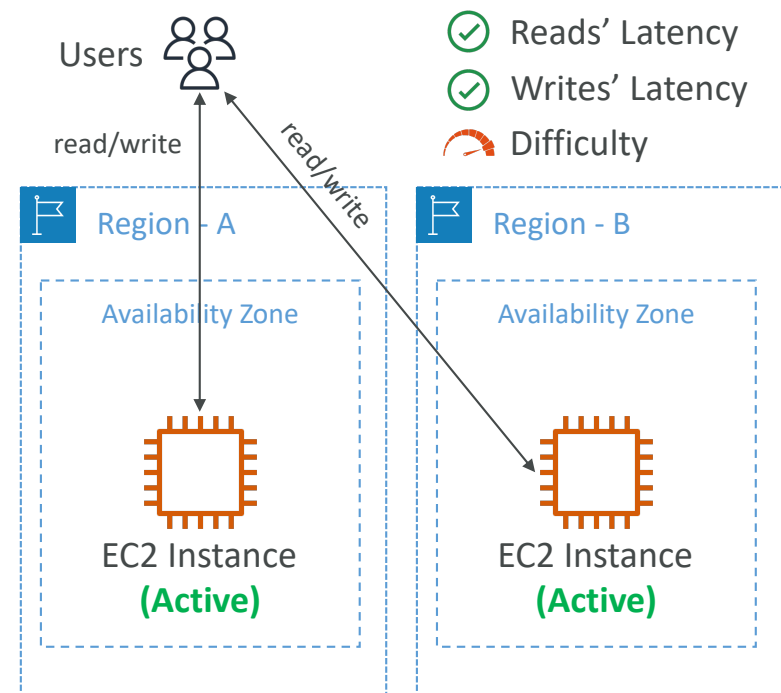 Users
Reads’ Latency
Writes’ Latency
Difficulty
read/write
read/write
Region - A
Region - B
Availability Zone
Availability Zone
EC2 Instance
(Active)
EC2 Instance
(Active)